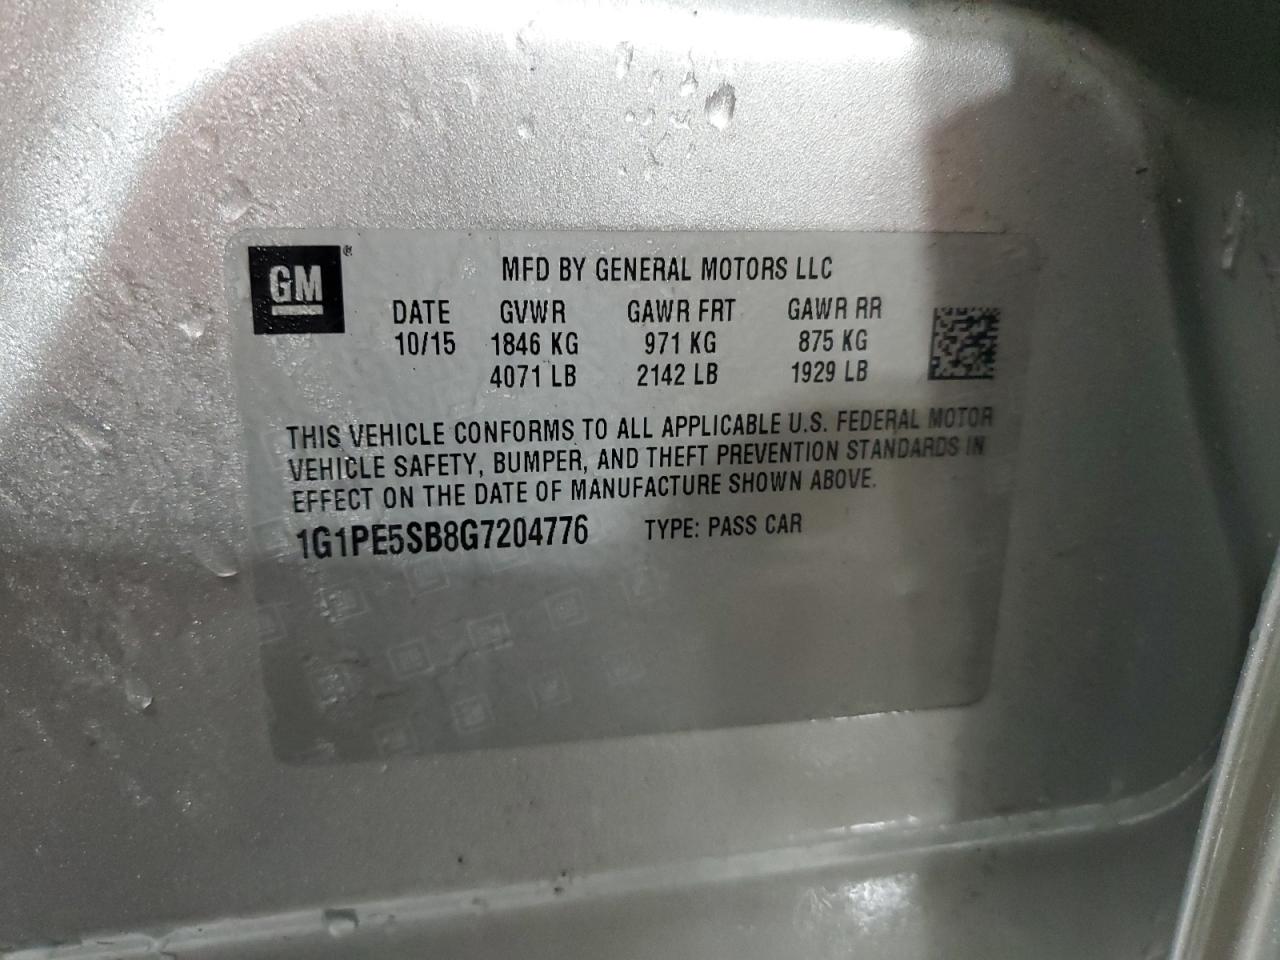 GM ®
MFD BY GENERAL MOTORS LLC
DATE GVWR GAWR FRT GAWR RR
10/15 1846 KG 971 KG 875 KG
4071 LB 2142 LB 1929 LB
THIS VEHICLE CONFORMS TO ALL APPLICABLE U.S. FEDERAL MOTOR
VEHICLE SAFETY, BUMPER, AND THEFT PREVENTION STANDARDS IN
EFFECT ON THE DATE OF MANUFACTURE SHOWN ABOVE.
1G1PE5SB8G7204776 TYPE: PASS CAR